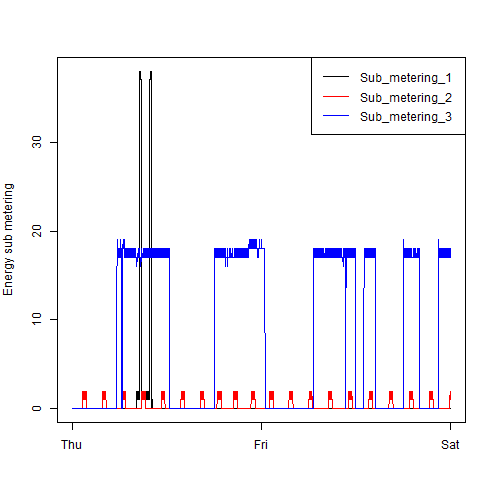 Sub_metering_1
Sub_metering_2
Sub_metering_3
Energy sub metering
30
20
10
0
Thu Fri Sat